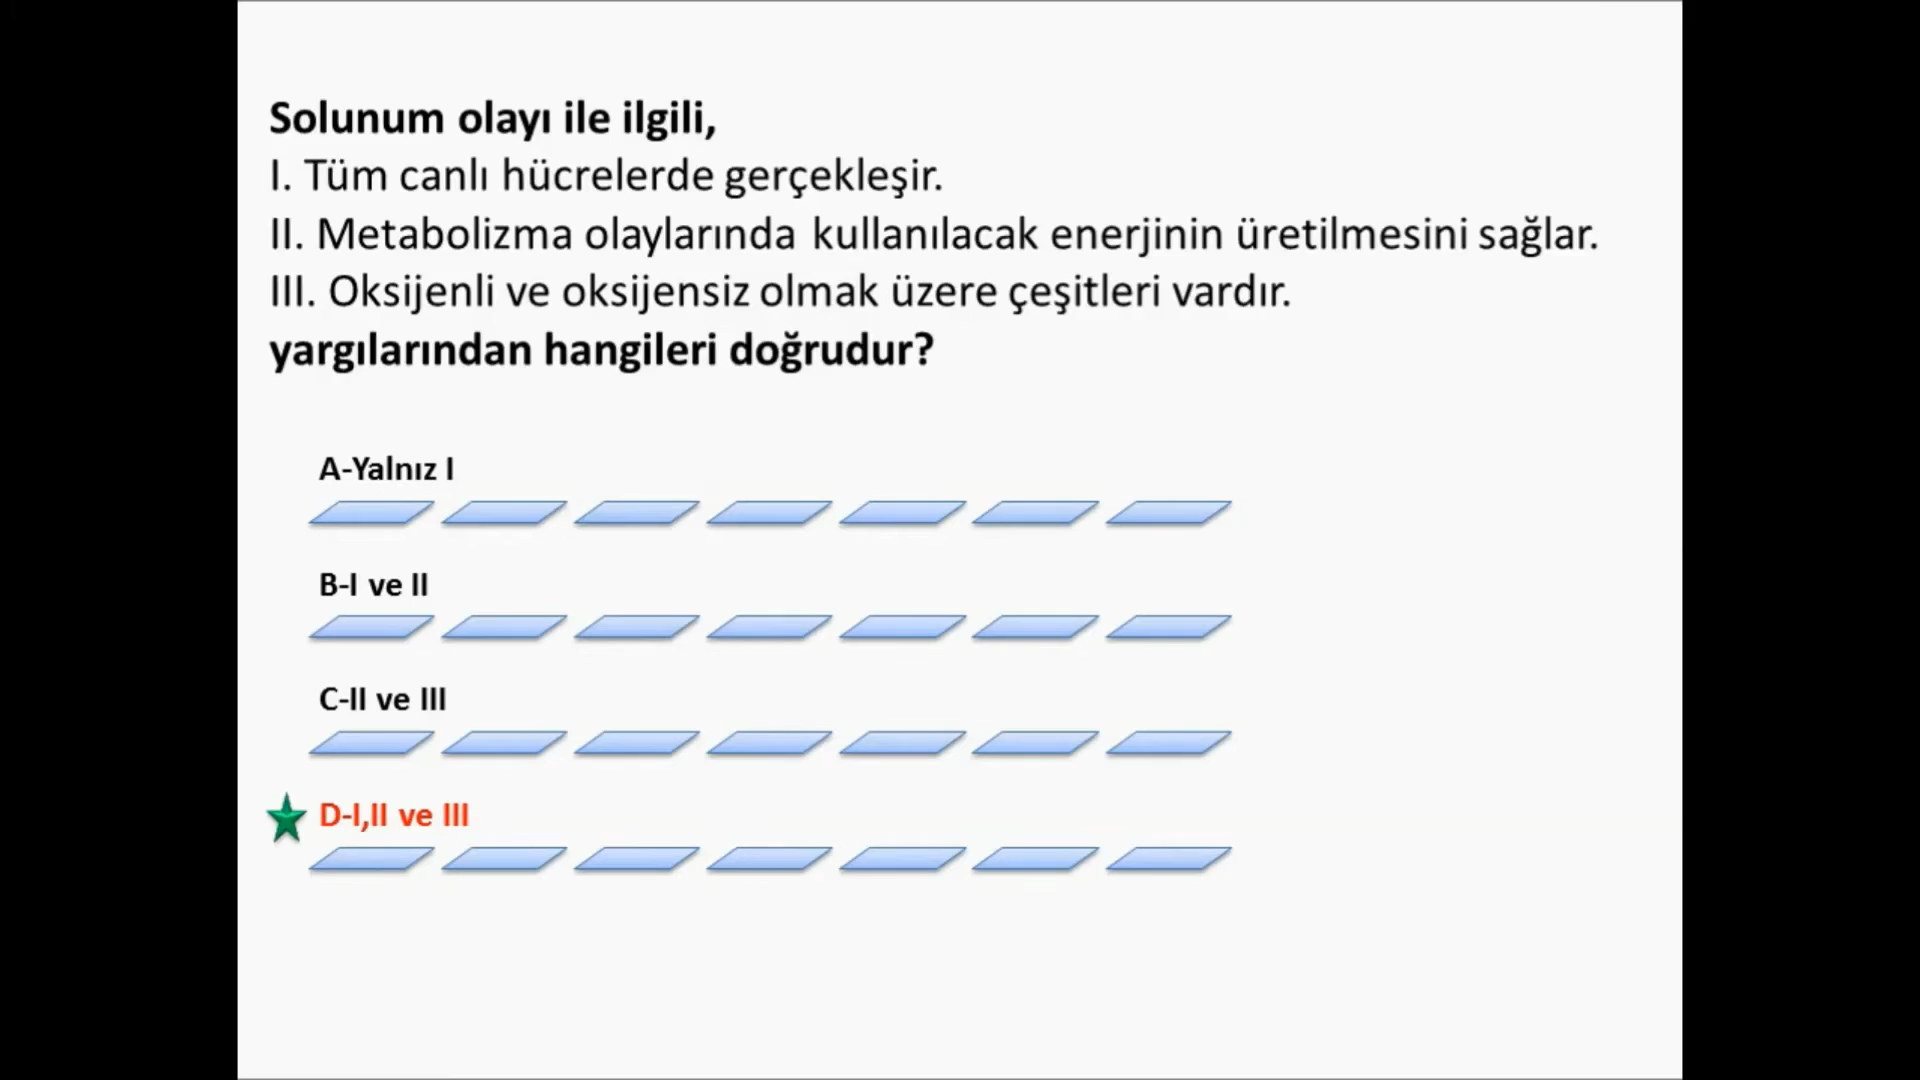 Solunum olayı ile ilgili,
I. Tüm canlı hücrelerde gerçekleşir.
II. Metabolizma olaylarında kullanılacak enerjinin üretilmesini sağlar.
III. Oksijenli ve oksijensiz olmak üzere çeşitleri vardır.
yargılarından hangileri doğrudur?
A-Yalnız I
B-I ve II
C-II ve III
D-I,II ve III